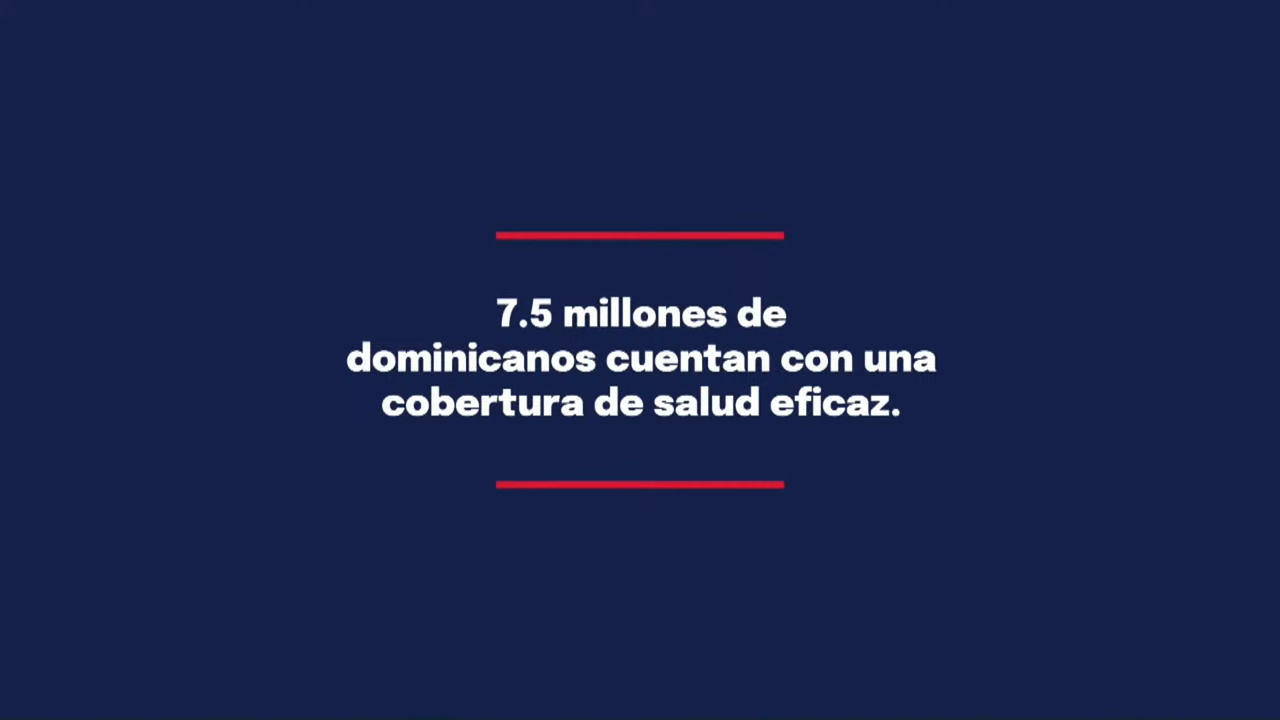 7.5 millones de
dominicanos cuentan con una
cobertura de salud eficaz.